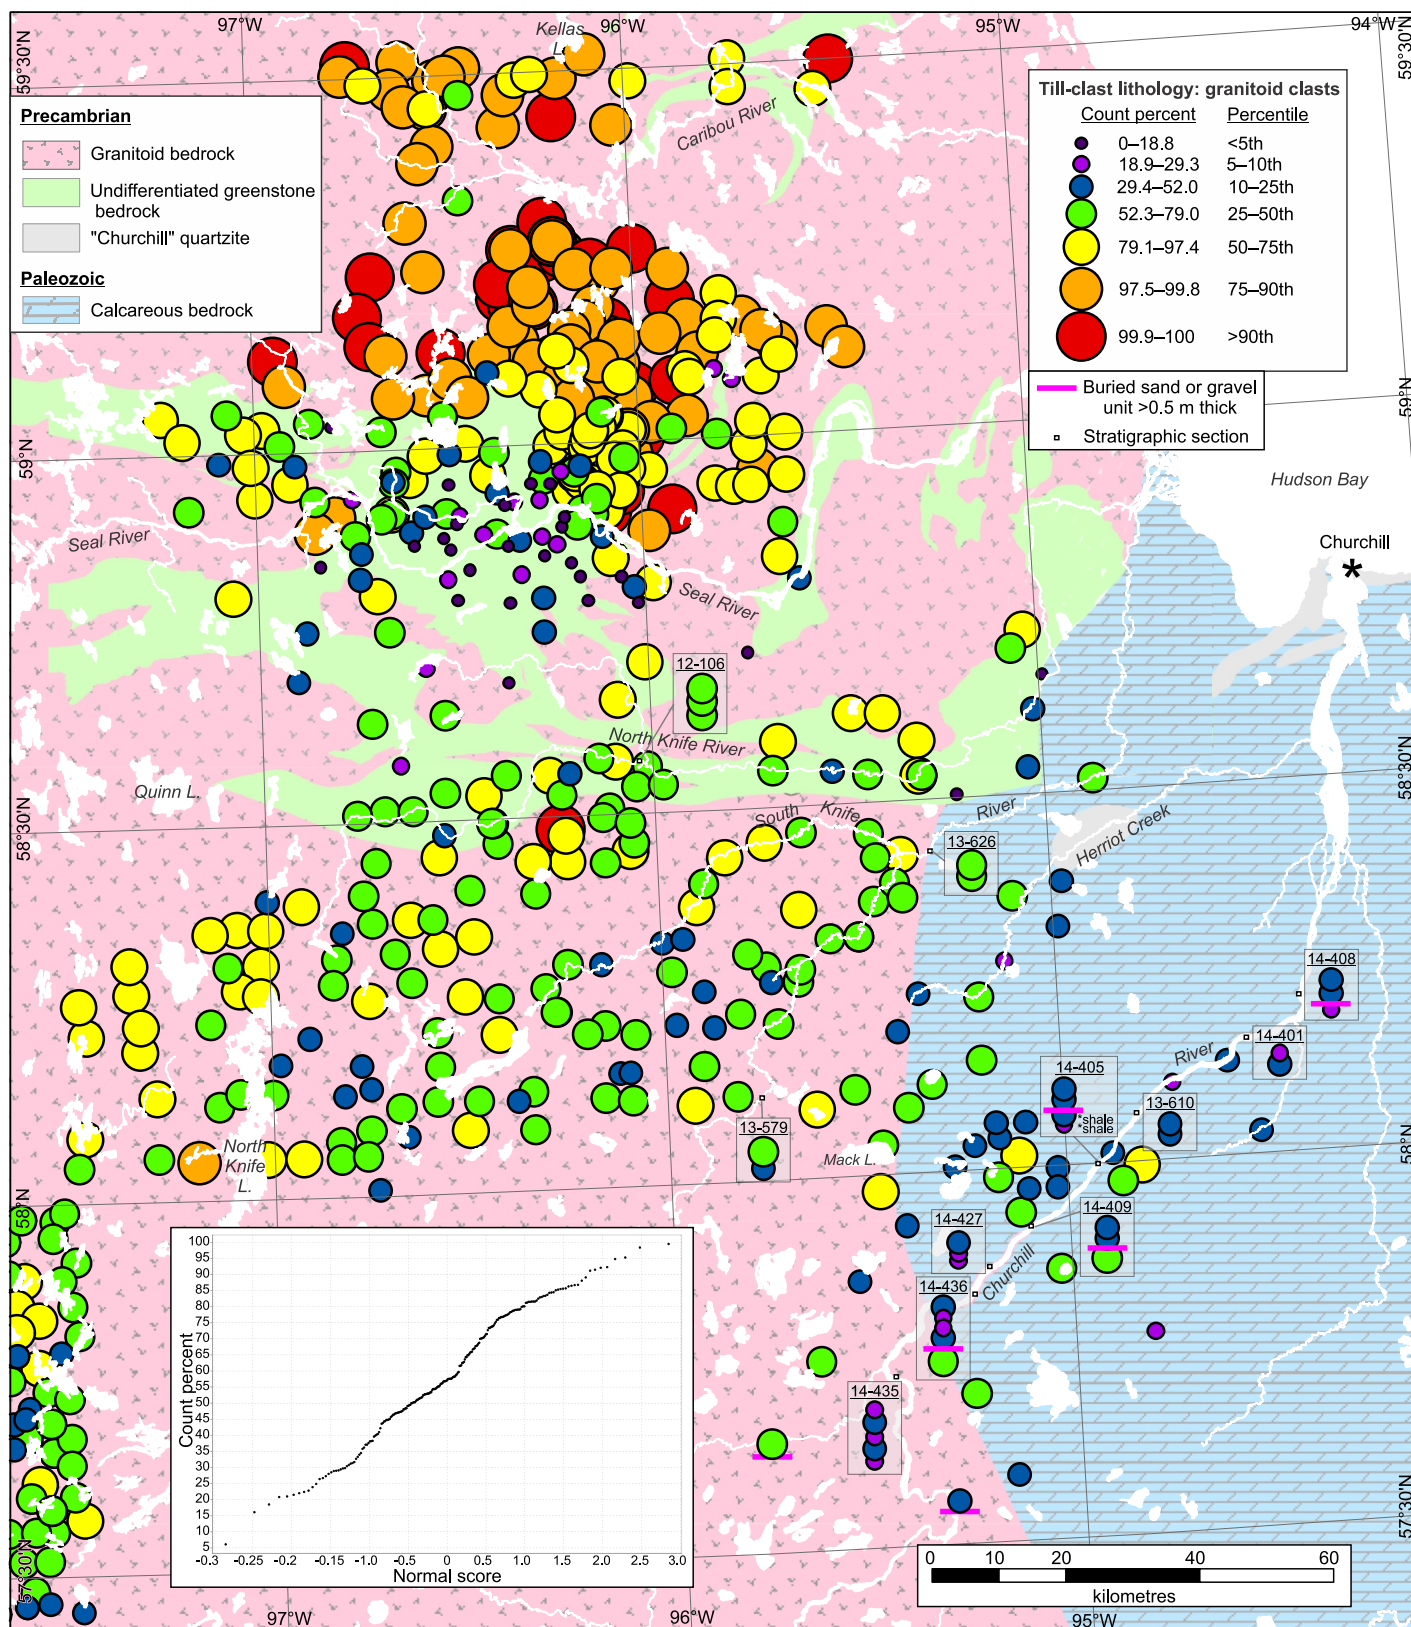 97°W
96°W
95°W
94°W
59°30'N
59°30'N
Kellas
L.
Caribou River
Precambrian
Granitoid bedrock
Undifferentiated greenstone
bedrock
"Churchill" quartzite
Paleozoic
Calcareous bedrock
Till-clast lithology: granitoid clasts
Count percent Percentile
0–18.8 <5th
18.9–29.3 5–10th
29.4–52.0 10–25th
52.3–79.0 25–50th
79.1–97.4 50–75th
97.5–99.8 75–90th
99.9–100 >90th
Buried sand or gravel
unit >0.5 m thick
Stratigraphic section
59°N
59°N
Hudson Bay
Churchill
*
Seal River
Seal River
12-106
North Knife River
Quinn L.
58°30'N
58°30'N
South Knife River
Herriot Creek
13-626
14-408
14-401
River
14-405
*shale
*shale
13-610
13-579
Mack L.
North
Knife
L.
58°N
58°N
14-427
14-409
Churchill
14-436
14-435
100
95
90
85
80
75
70
65
60
55
50
45
40
35
30
25
20
15
10
5
Count percent
-0.3 -0.25 -0.2 -0.15 -1.0 -0.5 0 0.5 1.0 1.5 2.0 2.5 3.0
Normal score
57°30'N
57°30'N
0 10 20 40 60
kilometres
97°W
96°W
95°W